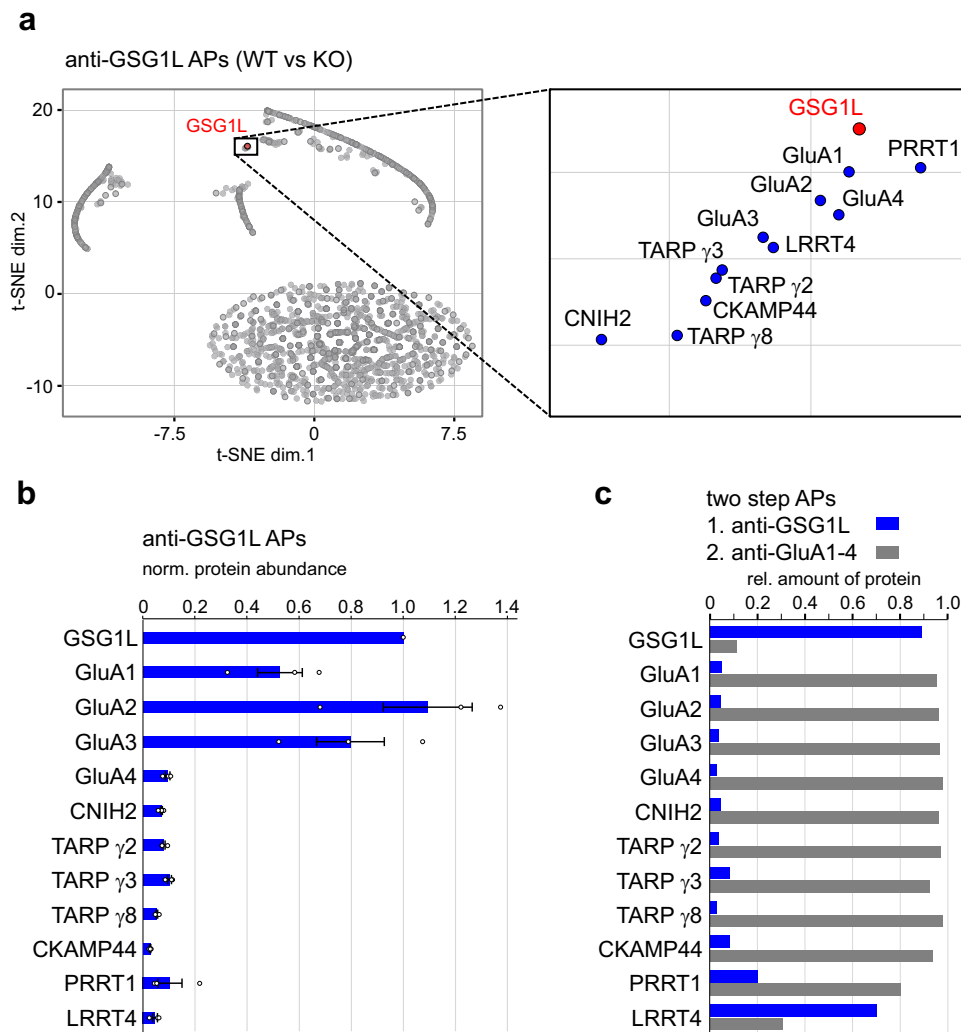 a
anti-GSG1L APs (WT vs KO)
t-SNE dim.2
20
10
0
-10
-7.5
0
7.5
t-SNE dim.1
GSG1L
GSG1L
GluA1
PRRT1
GluA2
GluA4
GluA3
LRRT4
TARP γ3
TARP γ2
CKAMP44
CNIH2
TARP γ8
b
anti-GSG1L APs
norm. protein abundance
0 0.2 0.4 0.6 0.8 1.0 1.2 1.4
GSG1L
GluA1
GluA2
GluA3
GluA4
CNIH2
TARP γ2
TARP γ3
TARP γ8
CKAMP44
PRRT1
LRRT4
c
two step APs
1. anti-GSG1L
2. anti-GluA1-4
rel. amount of protein
0 0.2 0.4 0.6 0.8 1.0
GSG1L
GluA1
GluA2
GluA3
GluA4
CNIH2
TARP γ2
TARP γ3
TARP γ8
CKAMP44
PRRT1
LRRT4